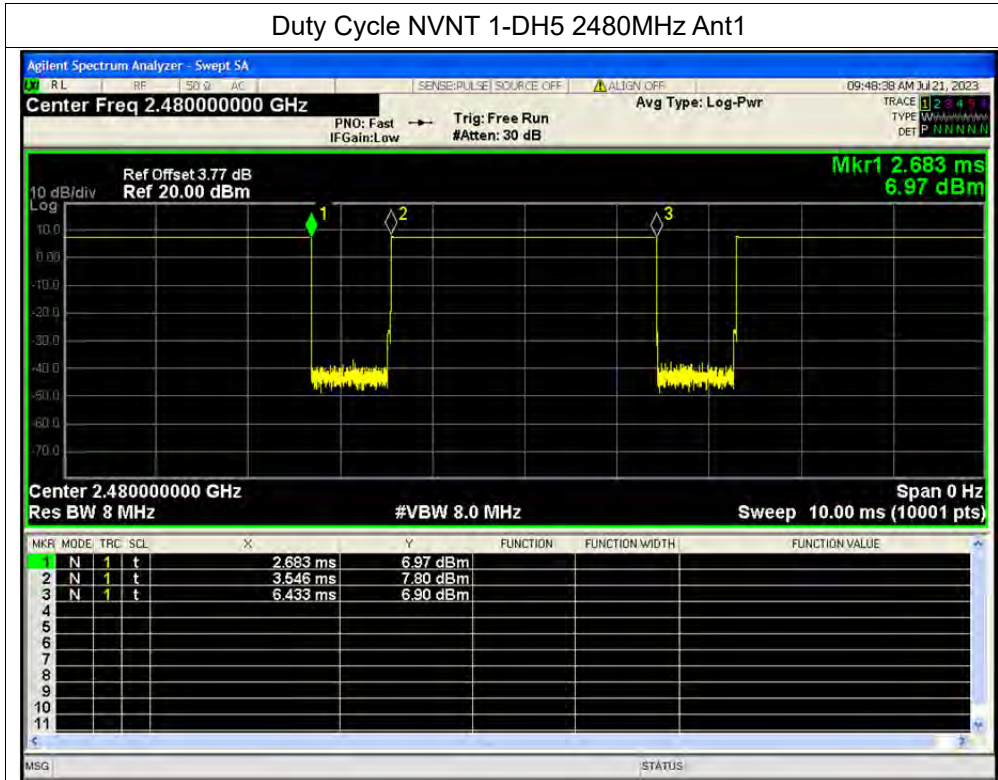 Duty Cycle NVNT 1-DH5 2480MHz Ant1
Agilent Spectrum Analyzer - Swept SA
RL RF 50 Ω AC SENSE:PULSE SOURCE OFF ALIGN OFF 09:48:38 AM Jul 21, 2023
Center Freq 2.480000000 GHz Avg Type: Log-Pwr TRACE 1 2 3 4 5 6
PNO: Fast Trig: Free Run TYPE
IFGain:Low #Atten: 30 dB DET P N N N N N
Mkr1 2.683 ms
6.97 dBm
Ref Offset 3.77 dB
10 dB/div Ref 20.00 dBm
Log
1 2 3
10.0
0.00
-10.0
-20.0
-30.0
-40.0
-50.0
-60.0
-70.0
Center 2.480000000 GHz Span 0 Hz
Res BW 8 MHz #VBW 8.0 MHz Sweep 10.00 ms (10001 pts)
MKR MODE TRC SCL X Y FUNCTION FUNCTION WIDTH FUNCTION VALUE
1 N 1 t 2.683 ms 6.97 dBm
2 N 1 t 3.546 ms 7.80 dBm
3 N 1 t 6.433 ms 6.90 dBm
4
5
6
7
8
9
10
11
MSG STATUS